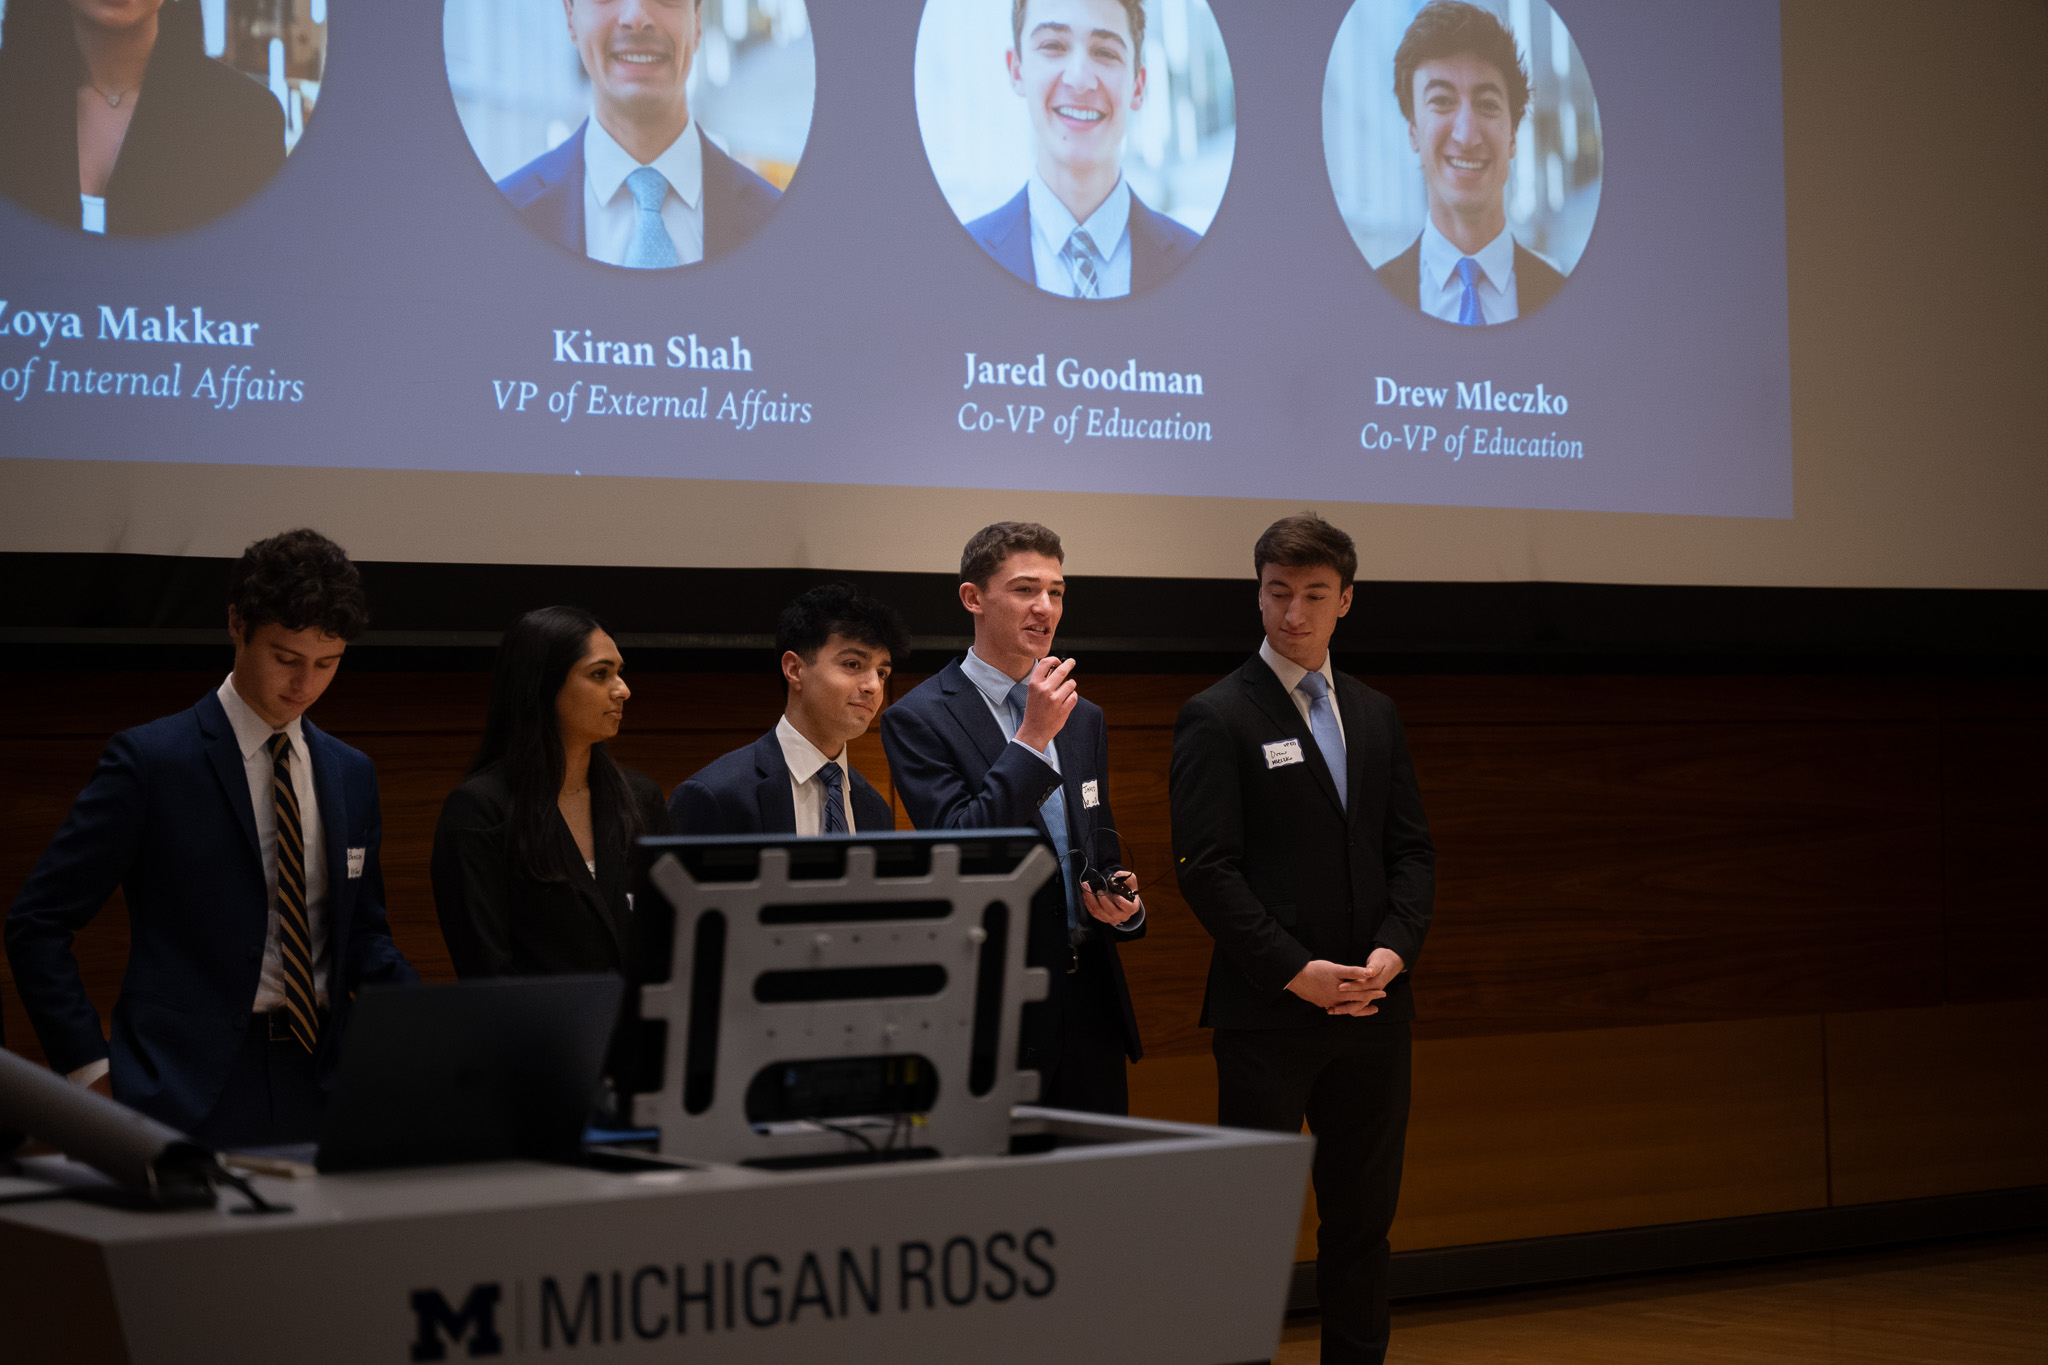 Zoya Makkar
of Internal Affairs
Kiran Shah
VP of External Affairs
Jared Goodman
Co-VP of Education
Drew Mleczko
Co-VP of Education
Drew
M MICHIGAN ROSS